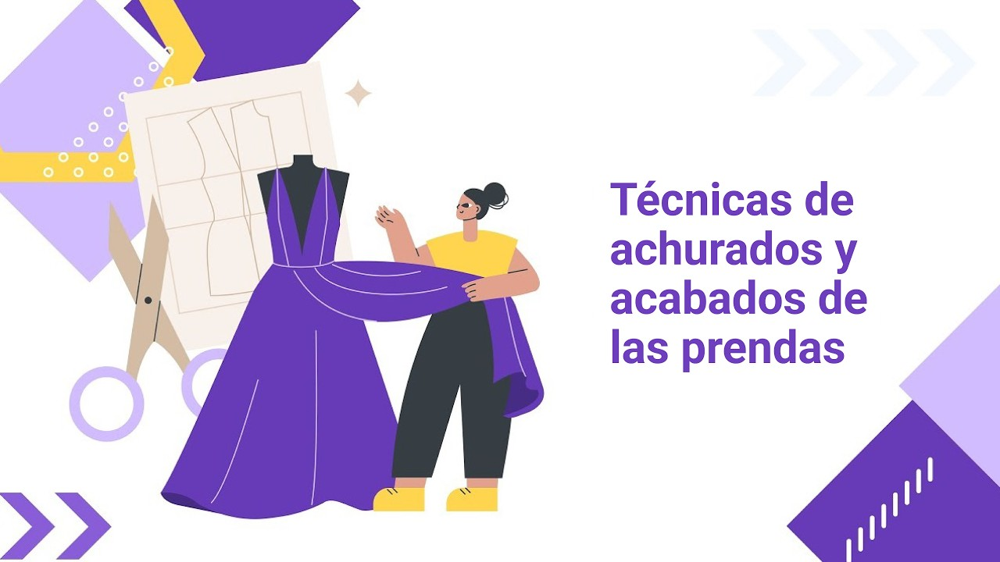 Técnicas de
achurados y
acabados de
las prendas